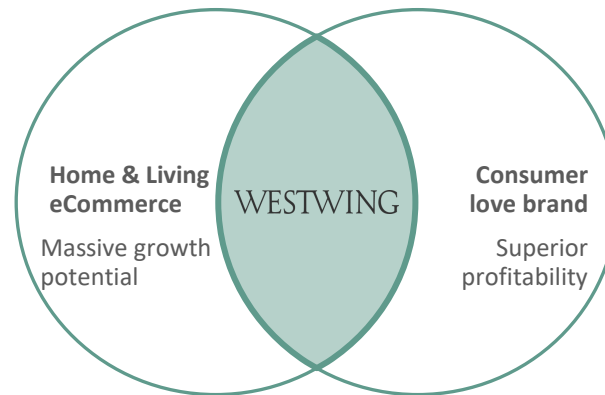 Home & Living
eCommerce
Massive growth
potential
WESTWING
Consumer
love brand
Superior
profitability